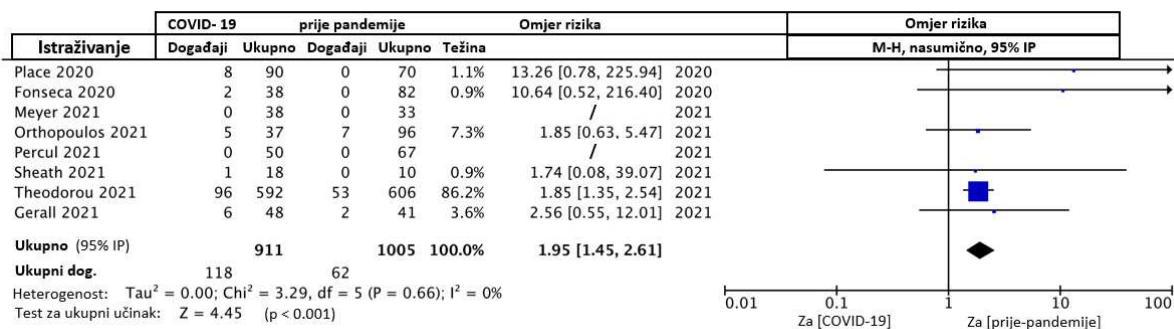 COVID- 19 prije pandemije Omjer rizika Omjer rizika
Istraživanje Događaji Ukupno Događaji Ukupno Težina M-H, nasumično, 95% IP
Place 2020 8 90 0 70 1.1% 13.26 [0.78, 225.94] 2020
Fonseca 2020 2 38 0 82 0.9% 10.64 [0.52, 216.40] 2020
Meyer 2021 0 38 0 33 / 2021
Orthopoulos 2021 5 37 7 96 7.3% 1.85 [0.63, 5.47] 2021
Percul 2021 0 50 0 67 / 2021
Sheath 2021 1 18 0 10 0.9% 1.74 [0.08, 39.07] 2021
Theodorou 2021 96 592 53 606 86.2% 1.85 [1.35, 2.54] 2021
Gerall 2021 6 48 2 41 3.6% 2.56 [0.55, 12.01] 2021
Ukupno (95% IP) 911 1005 100.0% 1.95 [1.45, 2.61]
Ukupni dog. 118 62
Heterogenost: Tau² = 0.00; Chi² = 3.29, df = 5 (P = 0.66); I² = 0%
Test za ukupni učinak: Z = 4.45 (p < 0.001)
0.01 0.1 1 10 100
Za [COVID-19] Za [prije-pandemije]